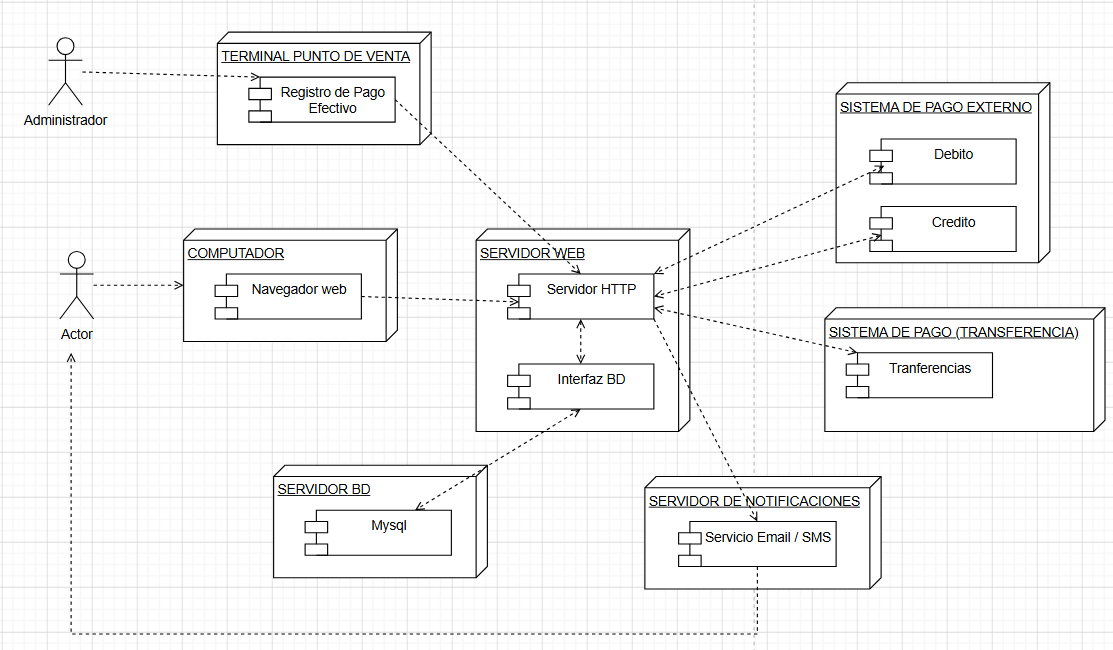 Administrador
TERMINAL PUNTO DE VENTA
Registro de Pago
Efectivo
SISTEMA DE PAGO EXTERNO
Debito
Credito
Actor
COMPUTADOR
Navegador web
SERVIDOR WEB
Servidor HTTP
Interfaz BD
SISTEMA DE PAGO (TRANSFERENCIA)
Tranferencias
SERVIDOR BD
Mysql
SERVIDOR DE NOTIFICACIONES
Servicio Email / SMS